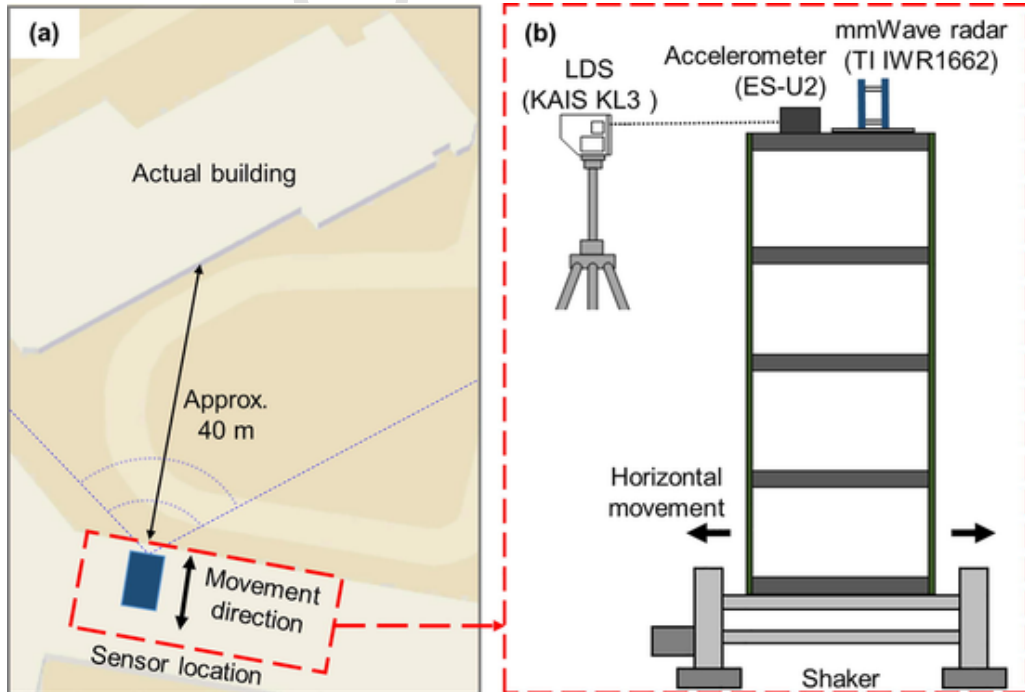 (a)
Actual building
Approx.
40 m
Movement
direction
Sensor location
(b)
mmWave radar
(TI IWR1662)
Accelerometer
(ES-U2)
LDS
(KAIS KL3 )
Horizontal
movement
Shaker